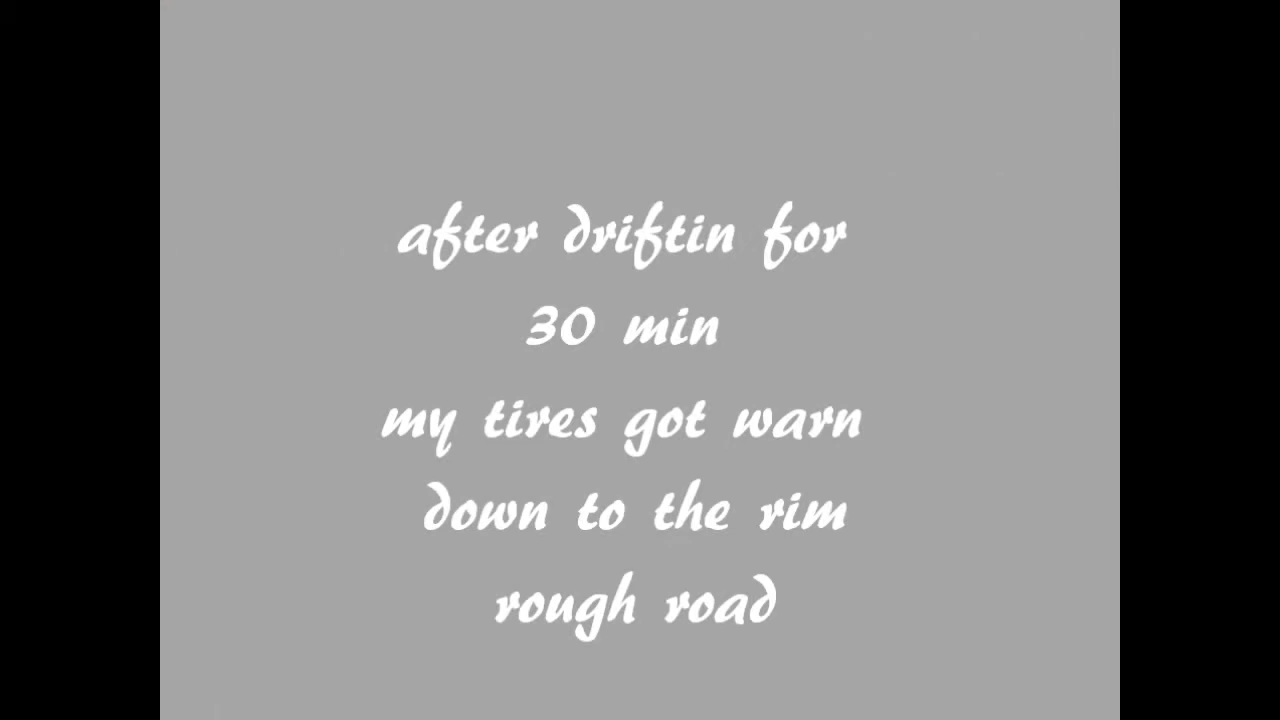 after driftin for
30 min
my tires got warn
down to the rim
rough road